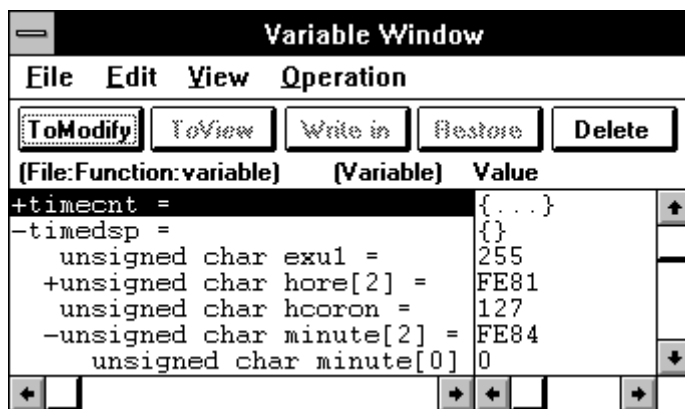 Variable Window
File Edit View Operation
ToModify ToView Write in Restore Delete
(File:Function:variable) (Variable) Value
+timecnt = {...}
-timedsp = {}
unsigned char exu1 = 255
+unsigned char hore[2] = FE81
unsigned char hcoron = 127
-unsigned char minute[2] = FE84
unsigned char minute[0] 0